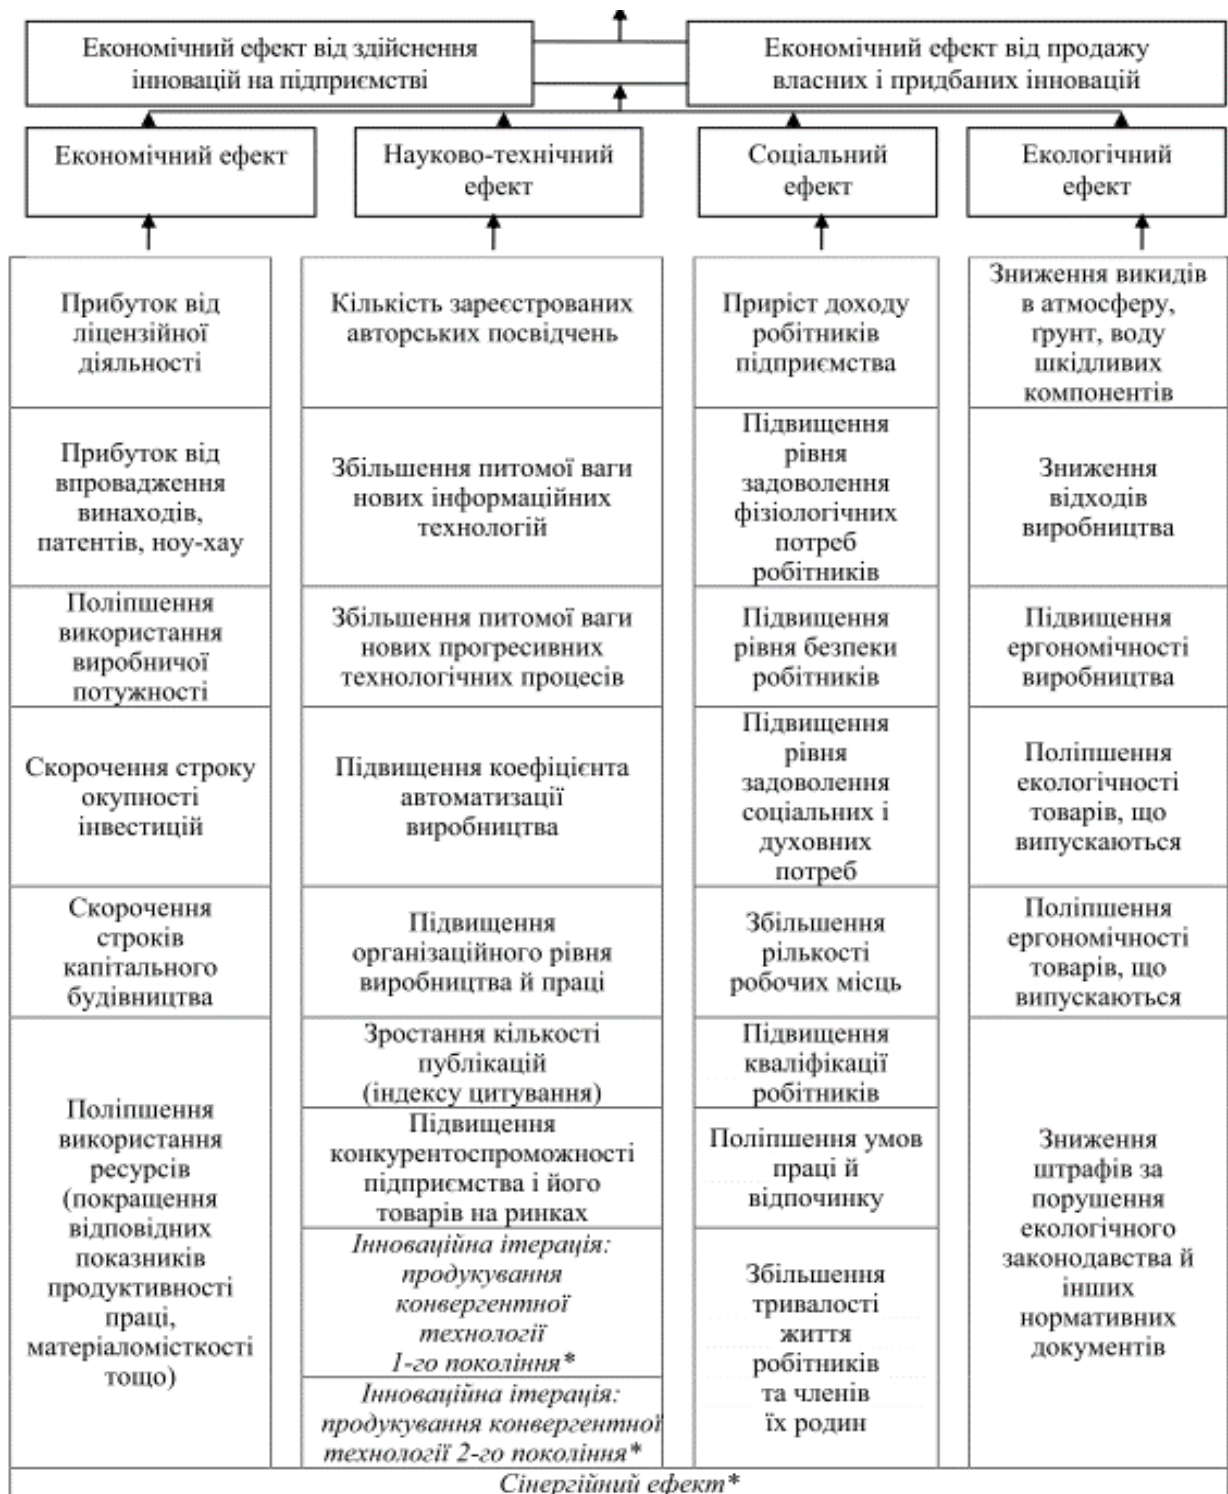 Економічний ефект від здійснення
інновацій на підприємстві
Економічний ефект від продажу
власних і придбаних інновацій
Економічний ефект
Науково-технічний
ефект
Соціальний
ефект
Екологічний
ефект
Прибуток від
ліцензійної
діяльності
Прибуток від
впровадження
винаходів,
патентів, ноу-хау
Поліпшення
використання
виробничої
потужності
Скорочення строку
окупності
інвестицій
Скорочення
строків
капітального
будівництва
Поліпшення
використання
ресурсів
(покращення
відповідних
показників
продуктивності
праці,
матеріаломісткості
тощо)
Кількість зареєстрованих
авторських посвідчень
Збільшення питомої ваги
нових інформаційних
технологій
Збільшення питомої ваги
нових прогресивних
технологічних процесів
Підвищення коефіцієнта
автоматизації
виробництва
Підвищення
організаційного рівня
виробництва й праці
Зростання кількості
публікацій
(індексу цитування)
Підвищення
конкурентоспроможності
підприємства і його
товарів на ринках
Інноваційна ітерація:
продукування
конвергентної
технології
1-го покоління*
Інноваційна ітерація:
продукування конвергентної
технології 2-го покоління*
Приріст доходу
робітників
підприємства
Підвищення
рівня
задоволення
фізіологічних
потреб
робітників
Підвищення
рівня безпеки
робітників
Підвищення
рівня
задоволення
соціальних і
духовних
потреб
Збільшення
рількості
робочих місць
Підвищення
кваліфікації
робітників
Поліпшення умов
праці й
відпочинку
Збільшення
тривалості
життя
робітників
та членів
їх родин
Зниження викидів
в атмосферу,
ґрунт, воду
шкідливих
компонентів
Зниження
відходів
виробництва
Підвищення
ергономічності
виробництва
Поліпшення
екологічності
товарів, що
випускаються
Поліпшення
ергономічності
товарів, що
випускаються
Зниження
штрафів за
порушення
екологічного
законодавства й
інших
нормативних
документів
Сінергійний ефект*